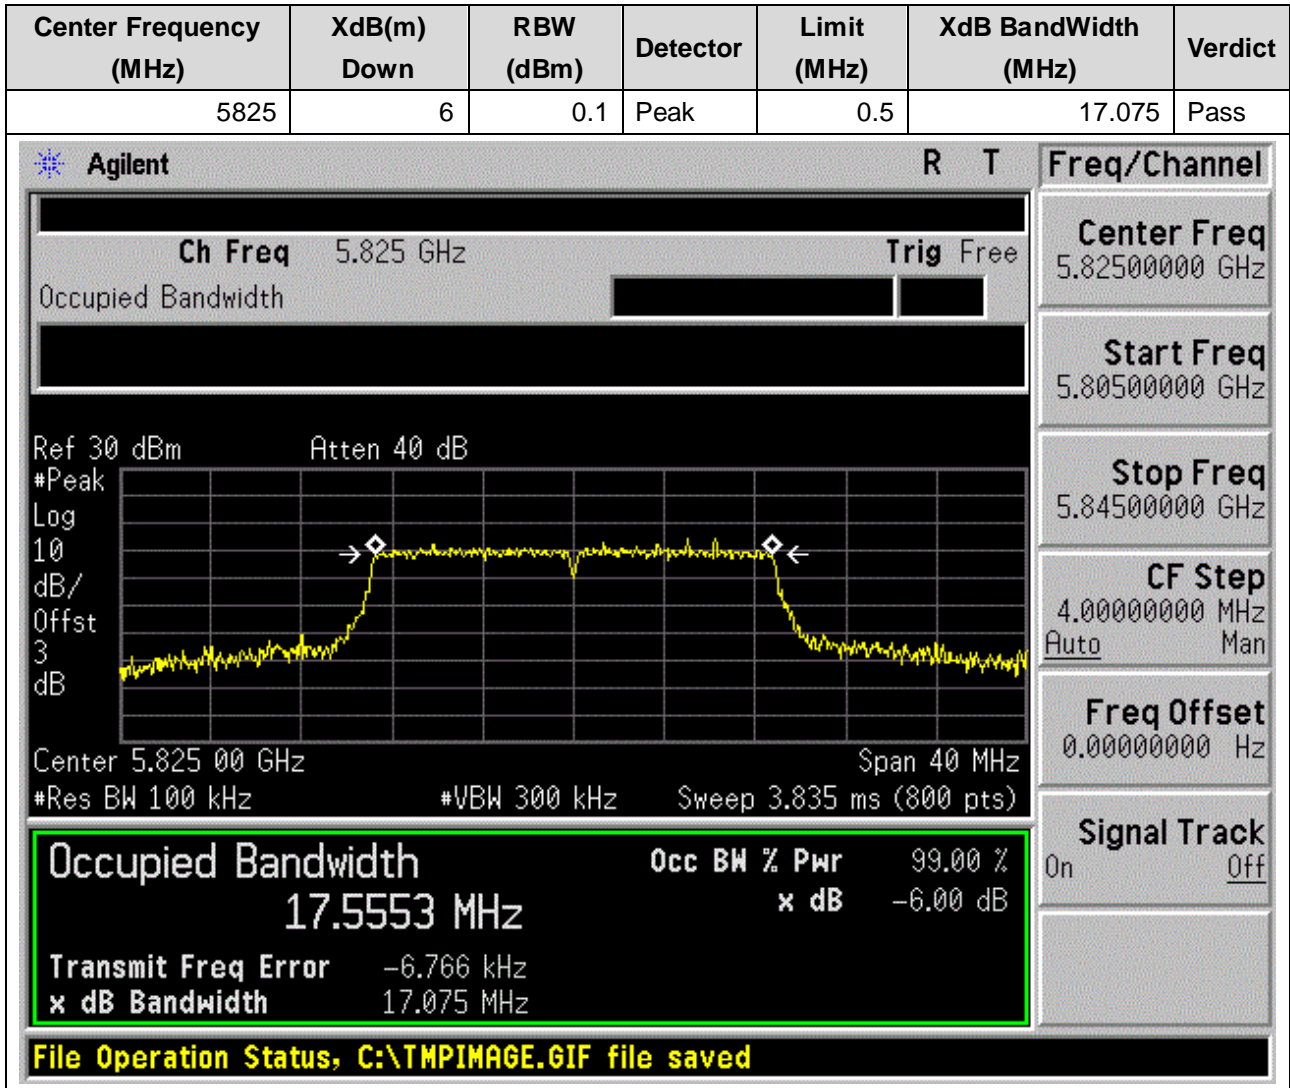 Center Frequency (MHz) XdB(m) Down RBW (dBm) Detector Limit (MHz) XdB BandWidth (MHz) Verdict
5825 6 0.1 Peak 0.5 17.075 Pass
Agilent R T Freq/Channel
Ch Freq 5.825 GHz Trig Free
Occupied Bandwidth
Center Freq
5.82500000 GHz
Start Freq
5.80500000 GHz
Stop Freq
5.84500000 GHz
CF Step
4.00000000 MHz
Auto Man
Freq Offset
0.00000000 Hz
Signal Track
On Off
Ref 30 dBm Atten 40 dB
#Peak
Log
10
dB/
Offst
3
dB
Center 5.825 00 GHz Span 40 MHz
#Res BW 100 kHz #VBW 300 kHz Sweep 3.835 ms (800 pts)
Occupied Bandwidth Occ BW % Pwr 99.00 %
17.5553 MHz x dB -6.00 dB
Transmit Freq Error -6.766 kHz
x dB Bandwidth 17.075 MHz
File Operation Status, C:\TMPIMAGE.GIF file saved